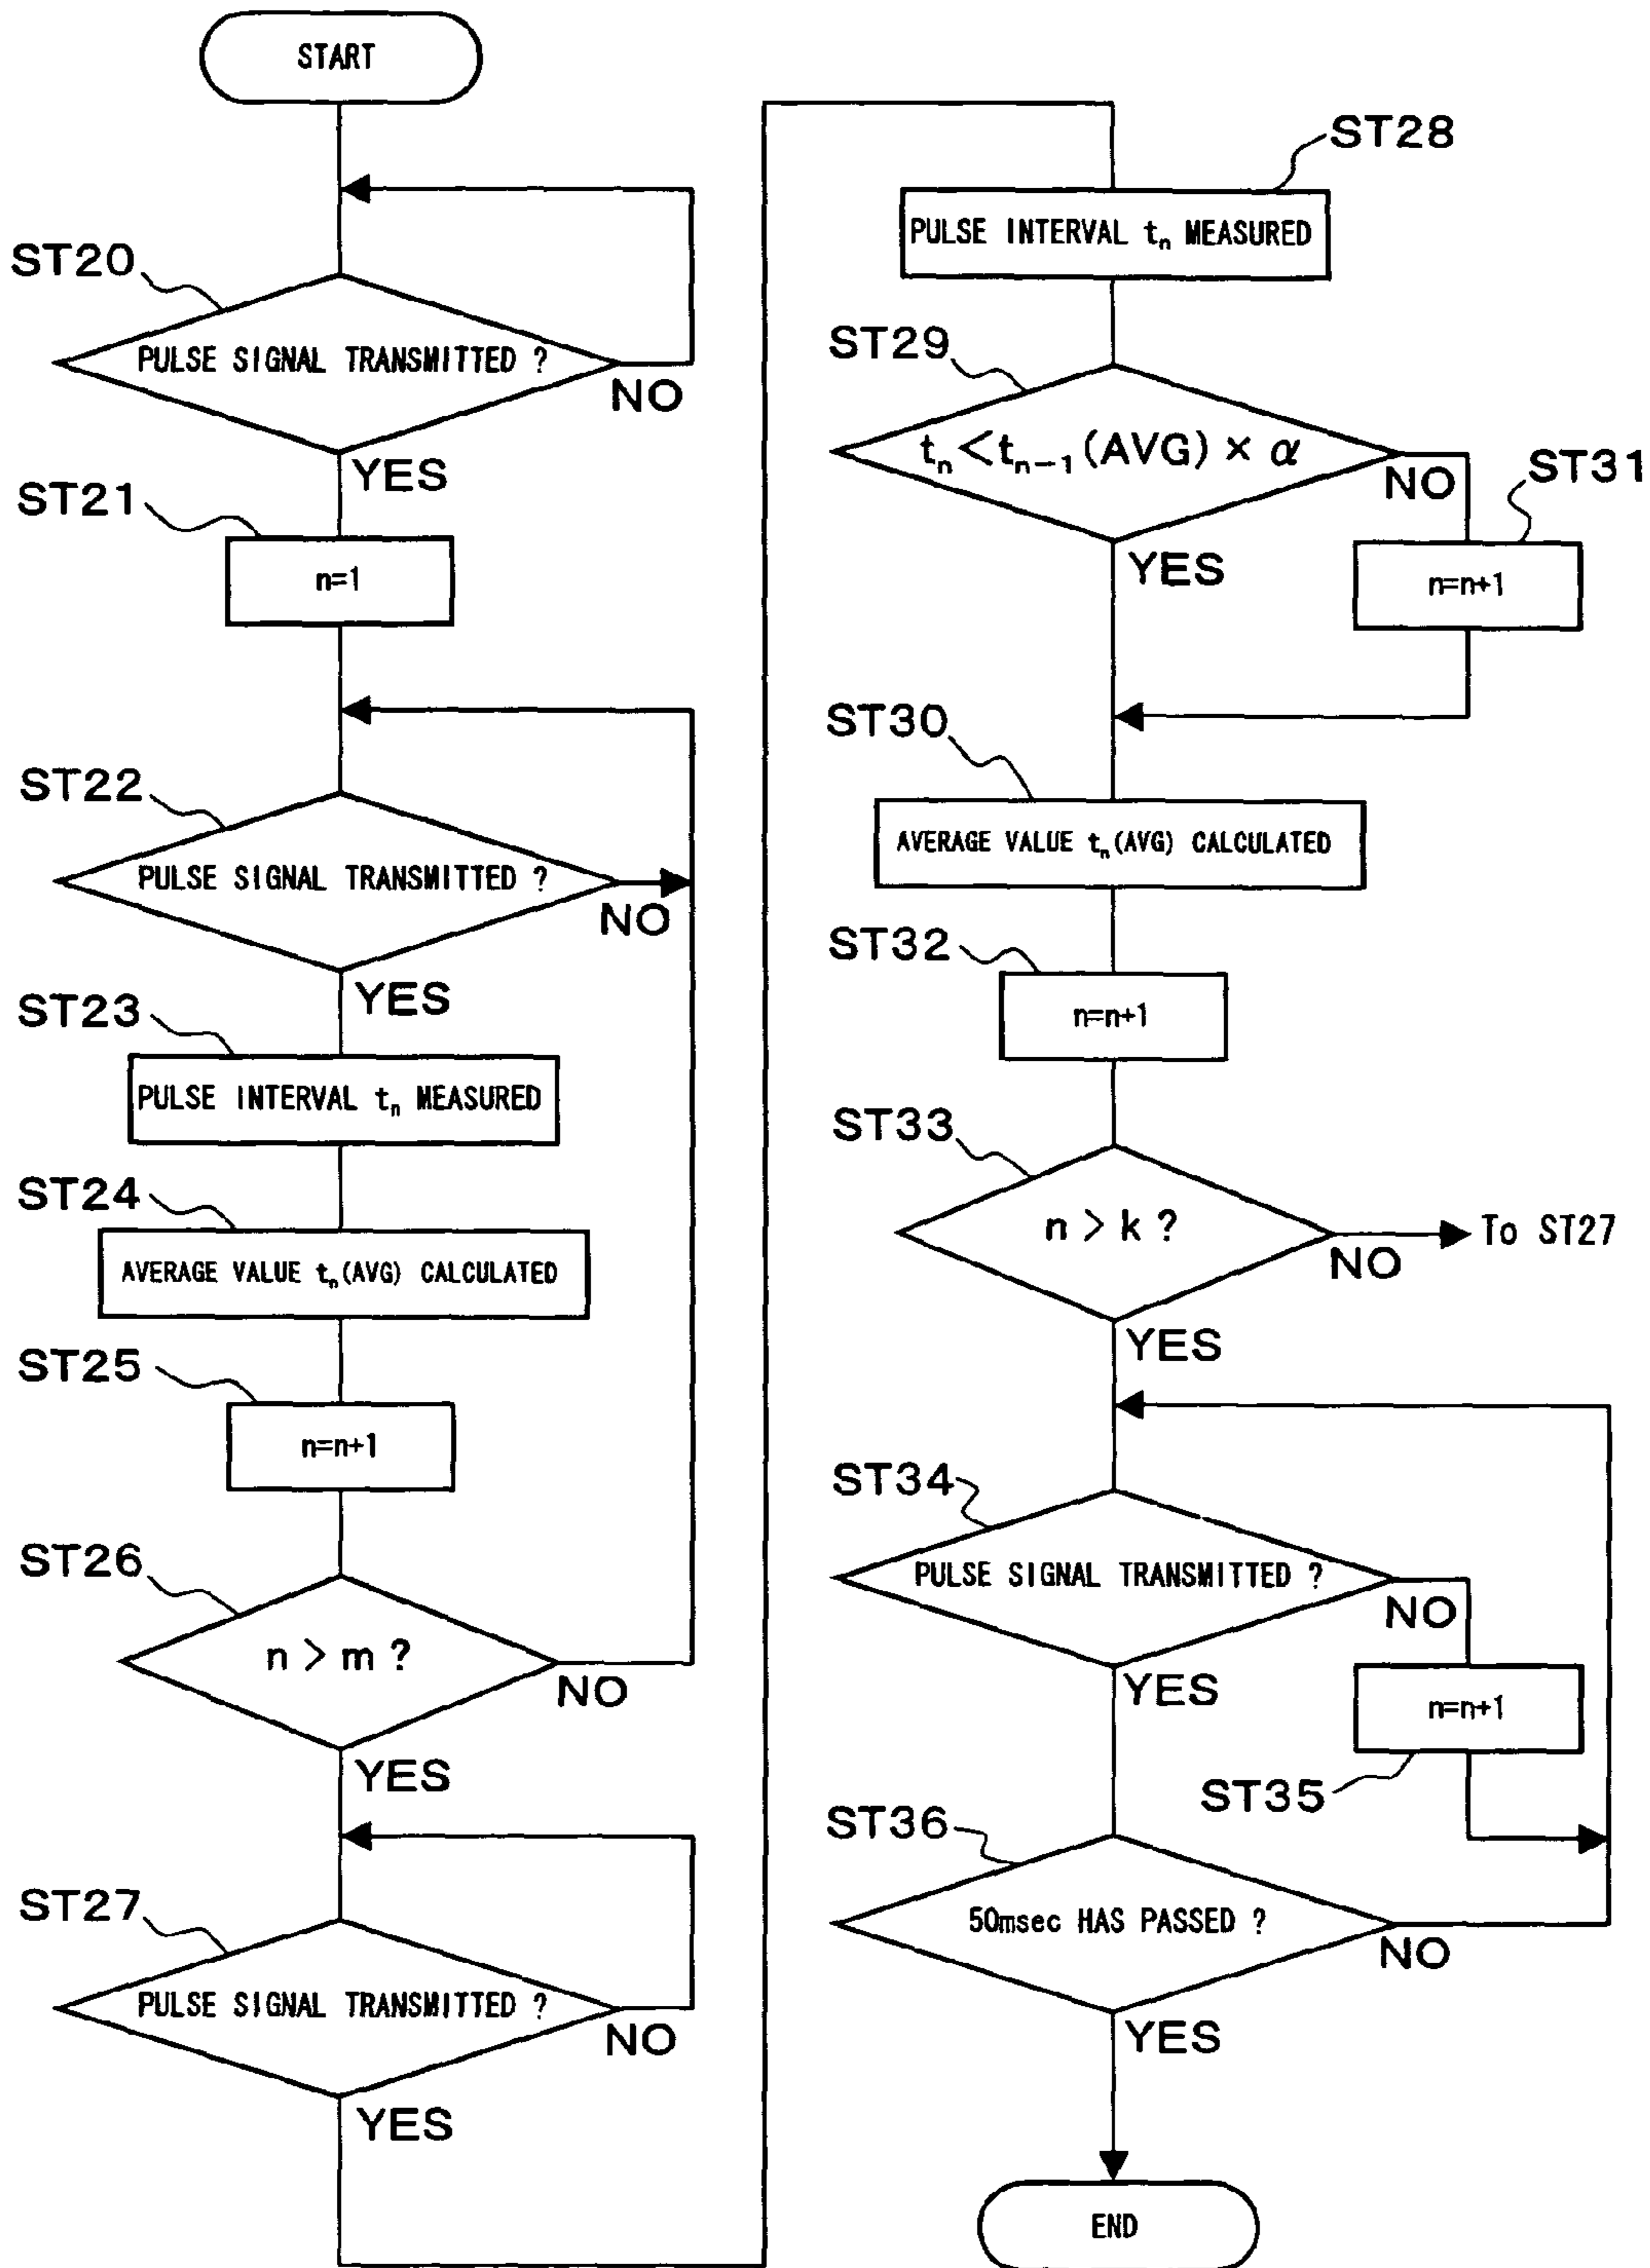 START
ST20
PULSE SIGNAL TRANSMITTED ?
NO
YES
ST21
n=1
ST22
PULSE SIGNAL TRANSMITTED ?
NO
YES
ST23
PULSE INTERVAL tn MEASURED
ST24
AVERAGE VALUE tn(AVG) CALCULATED
ST25
n=n+1
ST26
n > m ?
NO
YES
ST27
PULSE SIGNAL TRANSMITTED ?
NO
YES
ST28
PULSE INTERVAL tn MEASURED
ST29
tn<tn−1(AVG) × α
NO
ST31
n=n+1
YES
ST30
AVERAGE VALUE tn(AVG) CALCULATED
ST32
n=n+1
ST33
n > k ?
NO
To ST27
YES
ST34
PULSE SIGNAL TRANSMITTED ?
NO
YES
n=n+1
ST35
ST36
50msec HAS PASSED ?
NO
YES
END